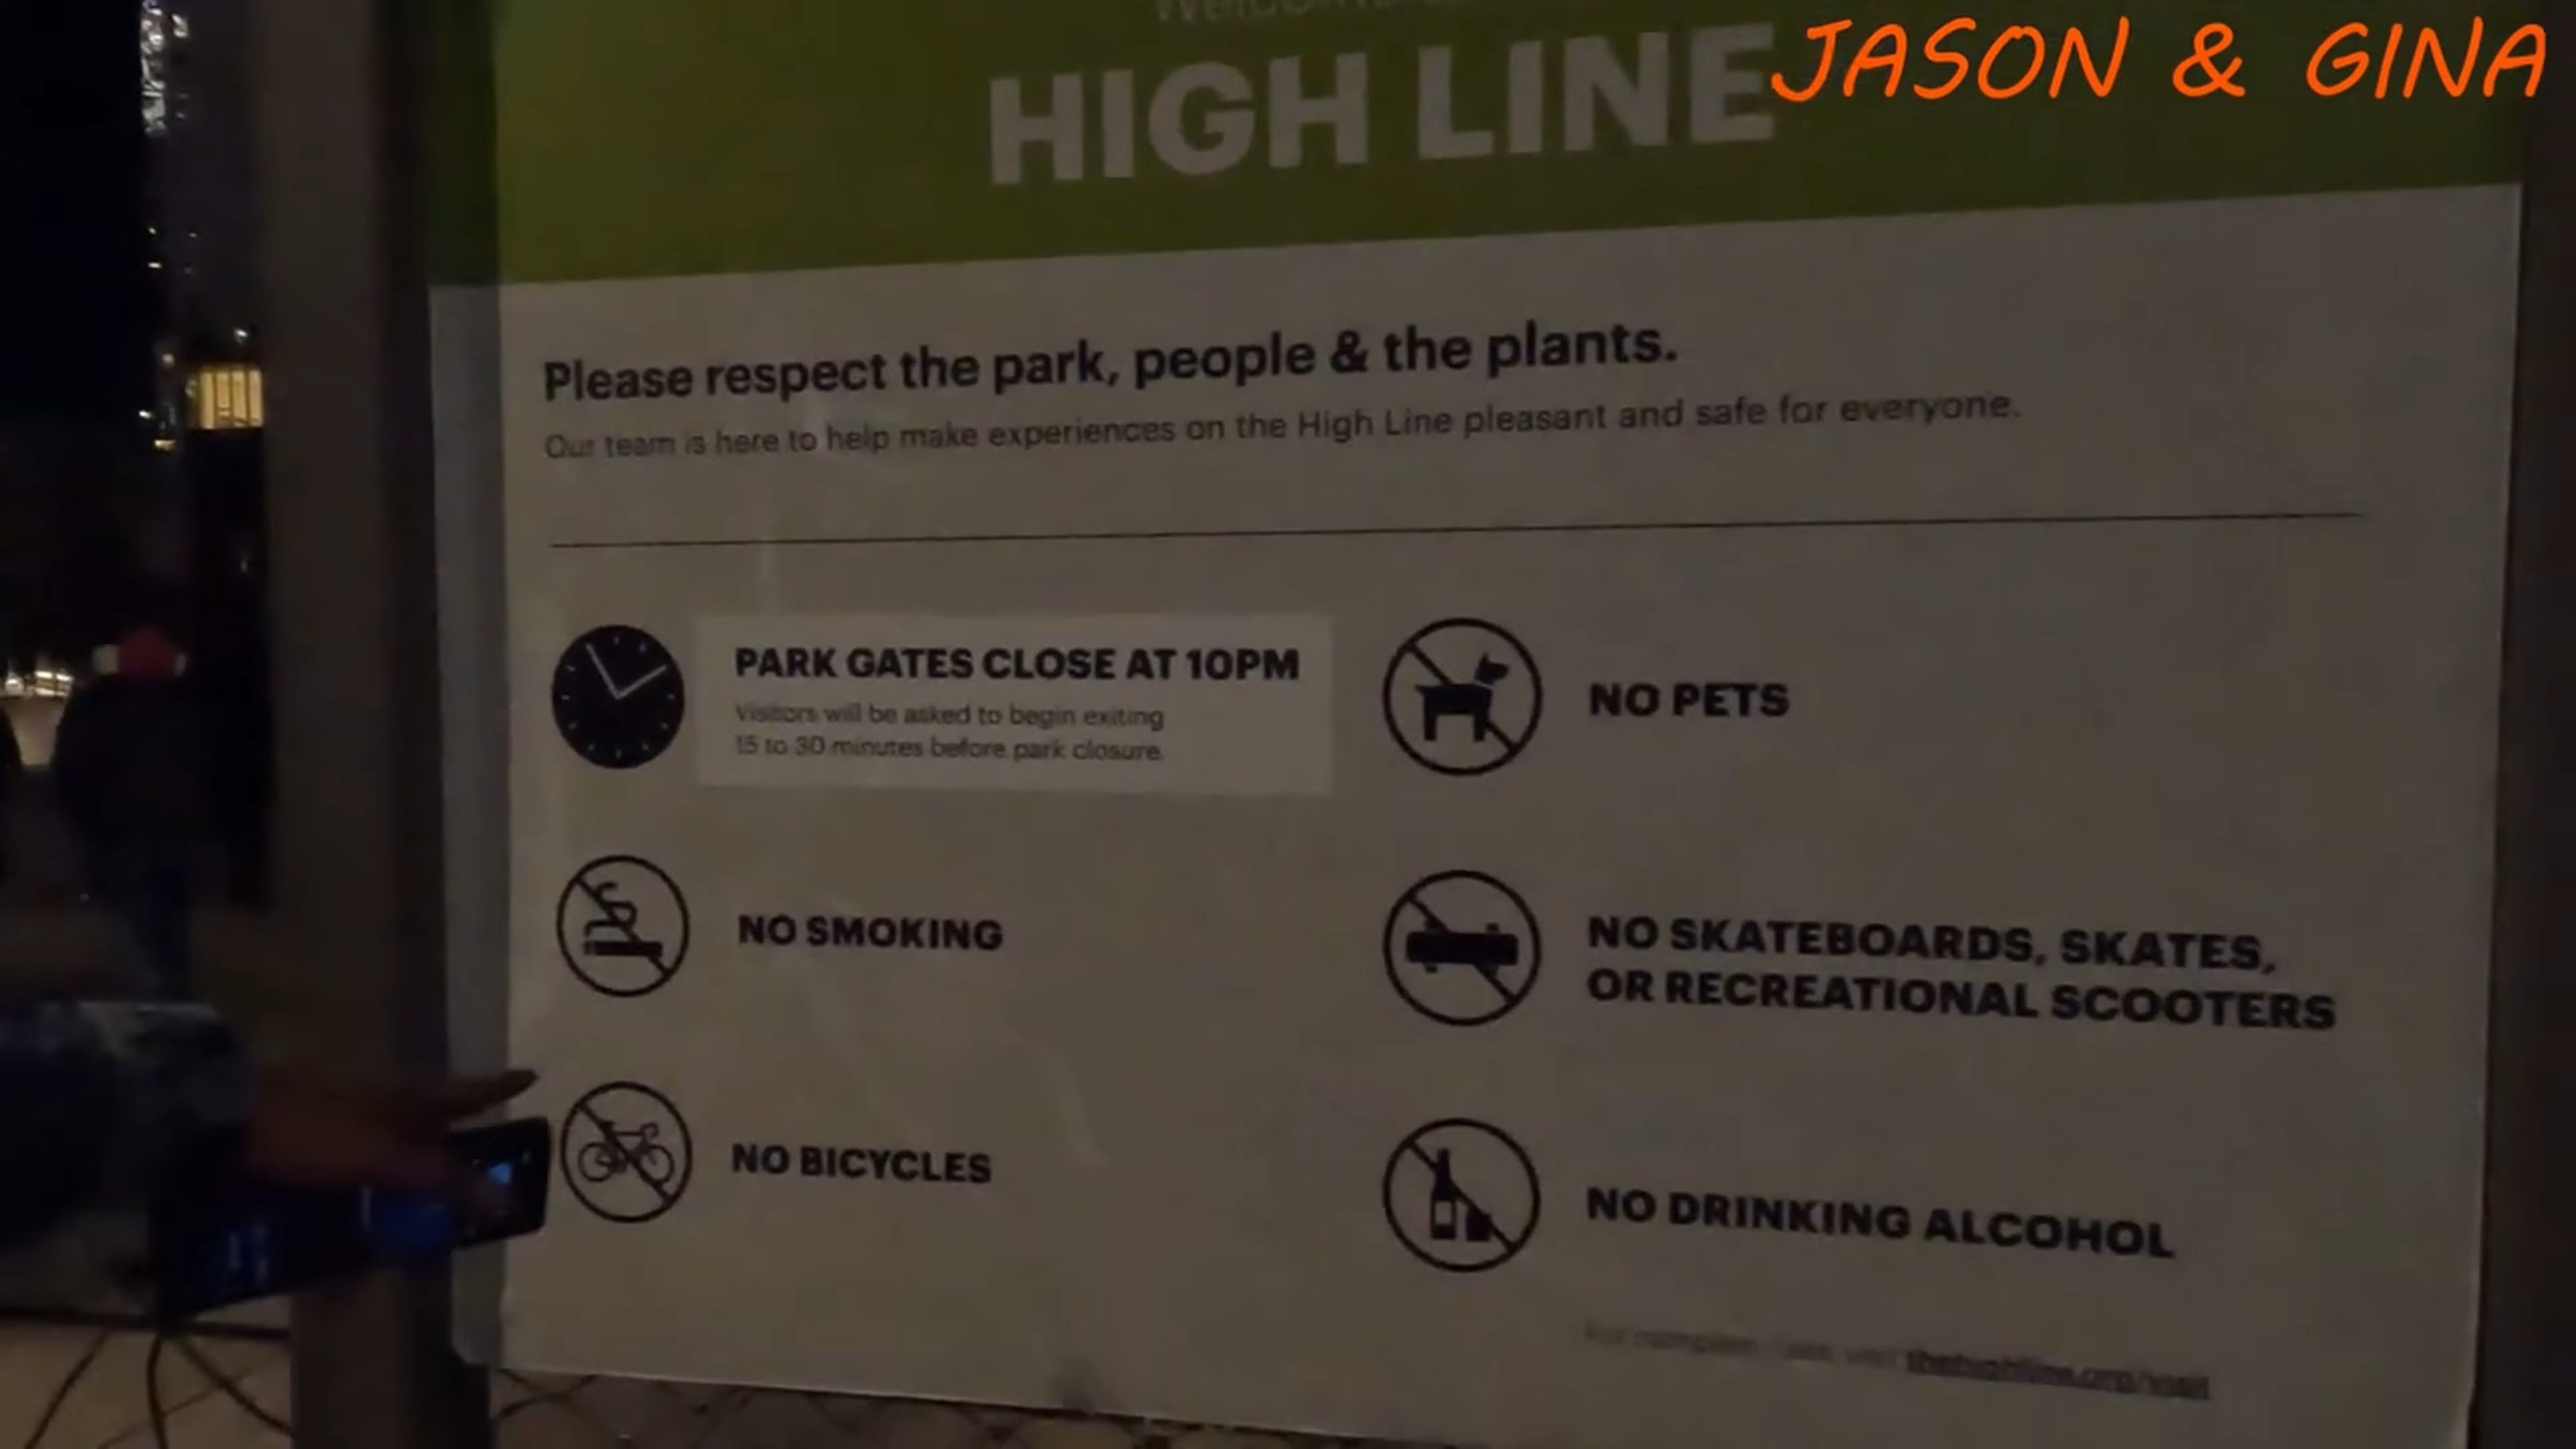 JASON & GINA
HIGH LINE
Please respect the park, people & the plants.
Our team is here to help make experiences on the High Line pleasant and safe for everyone.
PARK GATES CLOSE AT 10PM
Visitors will be asked to begin exiting
15 to 30 minutes before park closure.
NO PETS
NO SMOKING
NO SKATEBOARDS, SKATES,
OR RECREATIONAL SCOOTERS
NO BICYCLES
NO DRINKING ALCOHOL
thehighline.org/visit